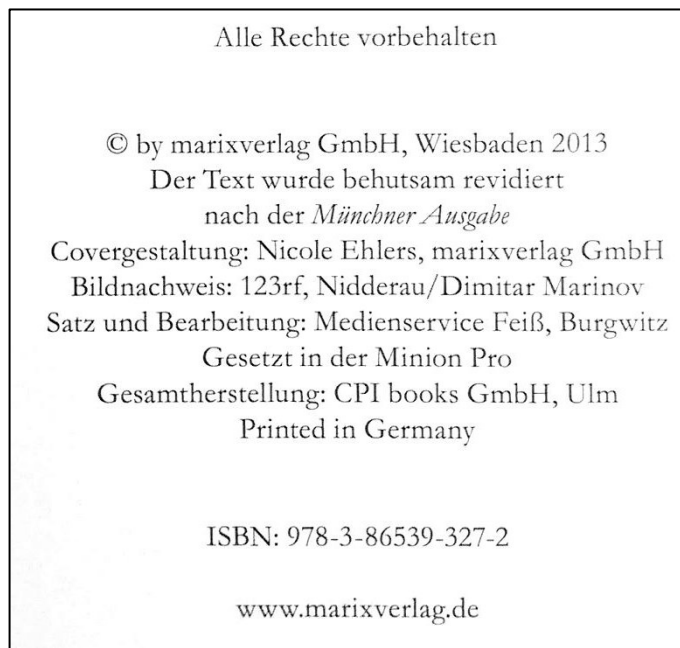 Alle Rechte vorbehalten
© by marixverlag GmbH, Wiesbaden 2013
Der Text wurde behutsam revidiert
nach der Münchner Ausgabe
Covergestaltung: Nicole Ehlers, marixverlag GmbH
Bildnachweis: 123rf, Nidderau/Dimitar Marinov
Satz und Bearbeitung: Medienservice Feiß, Burgwitz
Gesetzt in der Minion Pro
Gesamtherstellung: CPI books GmbH, Ulm
Printed in Germany
ISBN: 978-3-86539-327-2
www.marixverlag.de